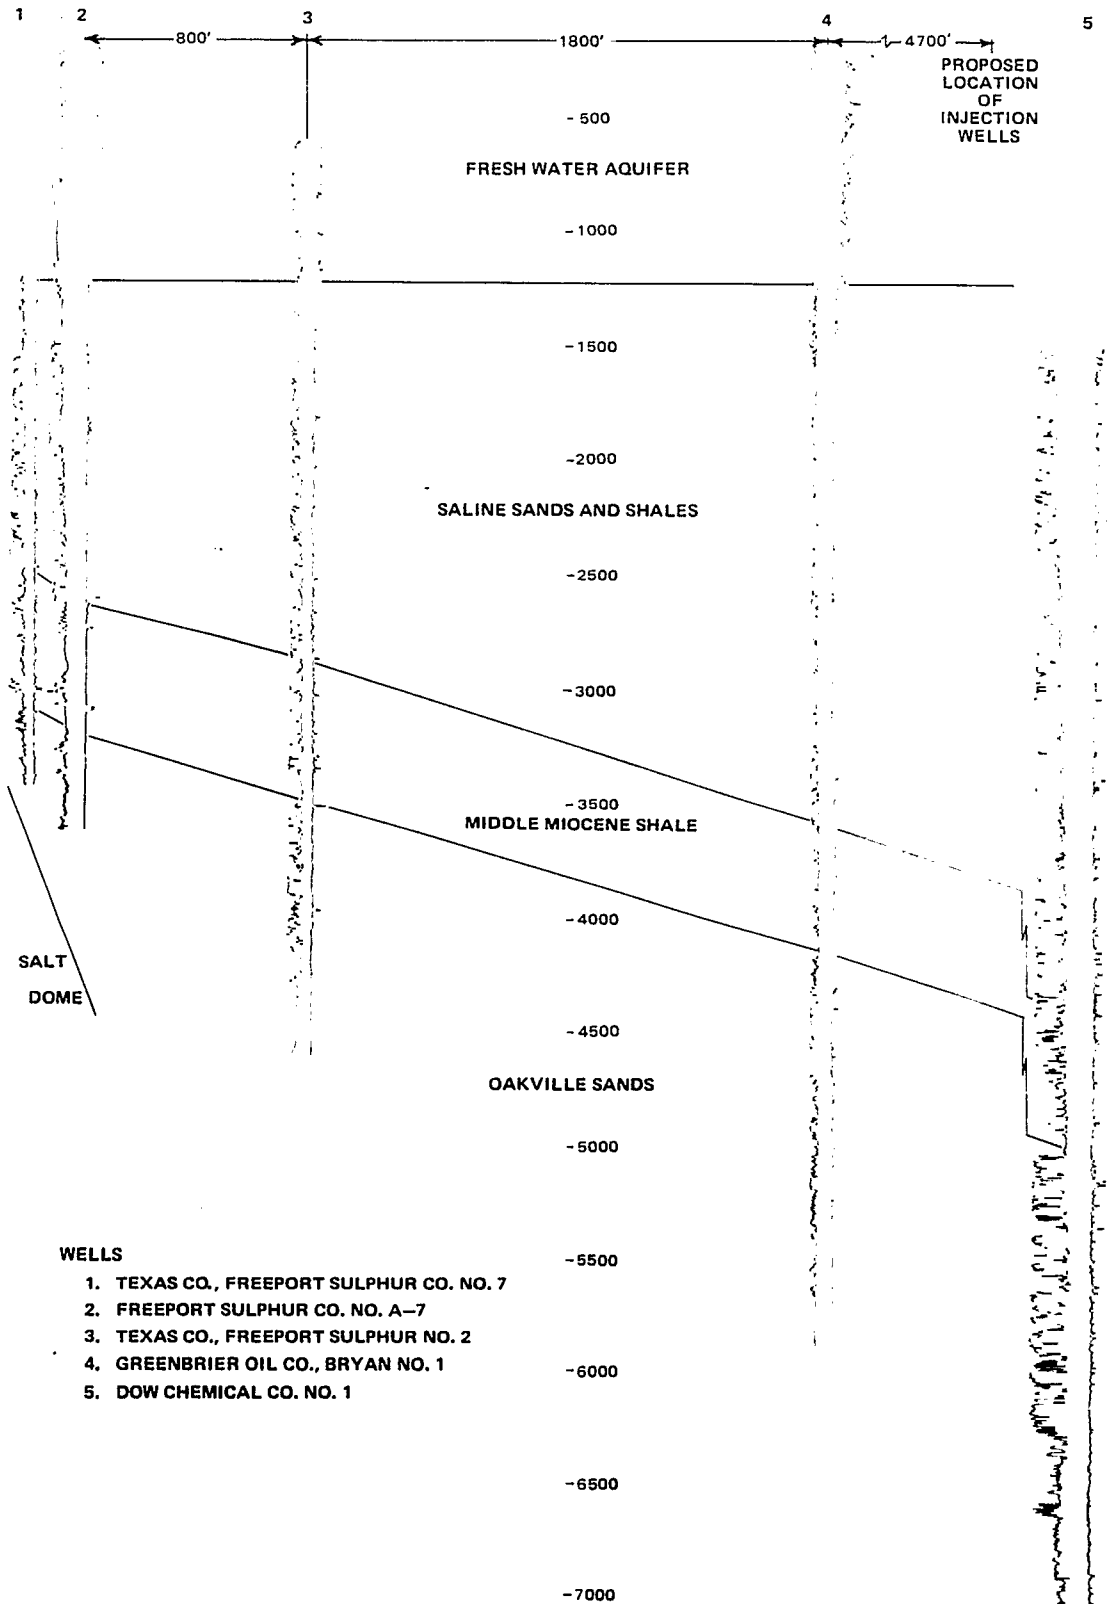 1 2 3 4 5
800' 1800' 4700'
PROPOSED
LOCATION
OF
INJECTION
WELLS
- 500
FRESH WATER AQUIFER
-1000
-1500
-2000
SALINE SANDS AND SHALES
-2500
-3000
-3500
MIDDLE MIOCENE SHALE
-4000
SALT
DOME
-4500
OAKVILLE SANDS
-5000
-5500
WELLS
1. TEXAS CO., FREEPORT SULPHUR CO. NO. 7
2. FREEPORT SULPHUR CO. NO. A-7
3. TEXAS CO., FREEPORT SULPHUR NO. 2
4. GREENBRIER OIL CO., BRYAN NO. 1
5. DOW CHEMICAL CO. NO. 1
-6000
-6500
-7000